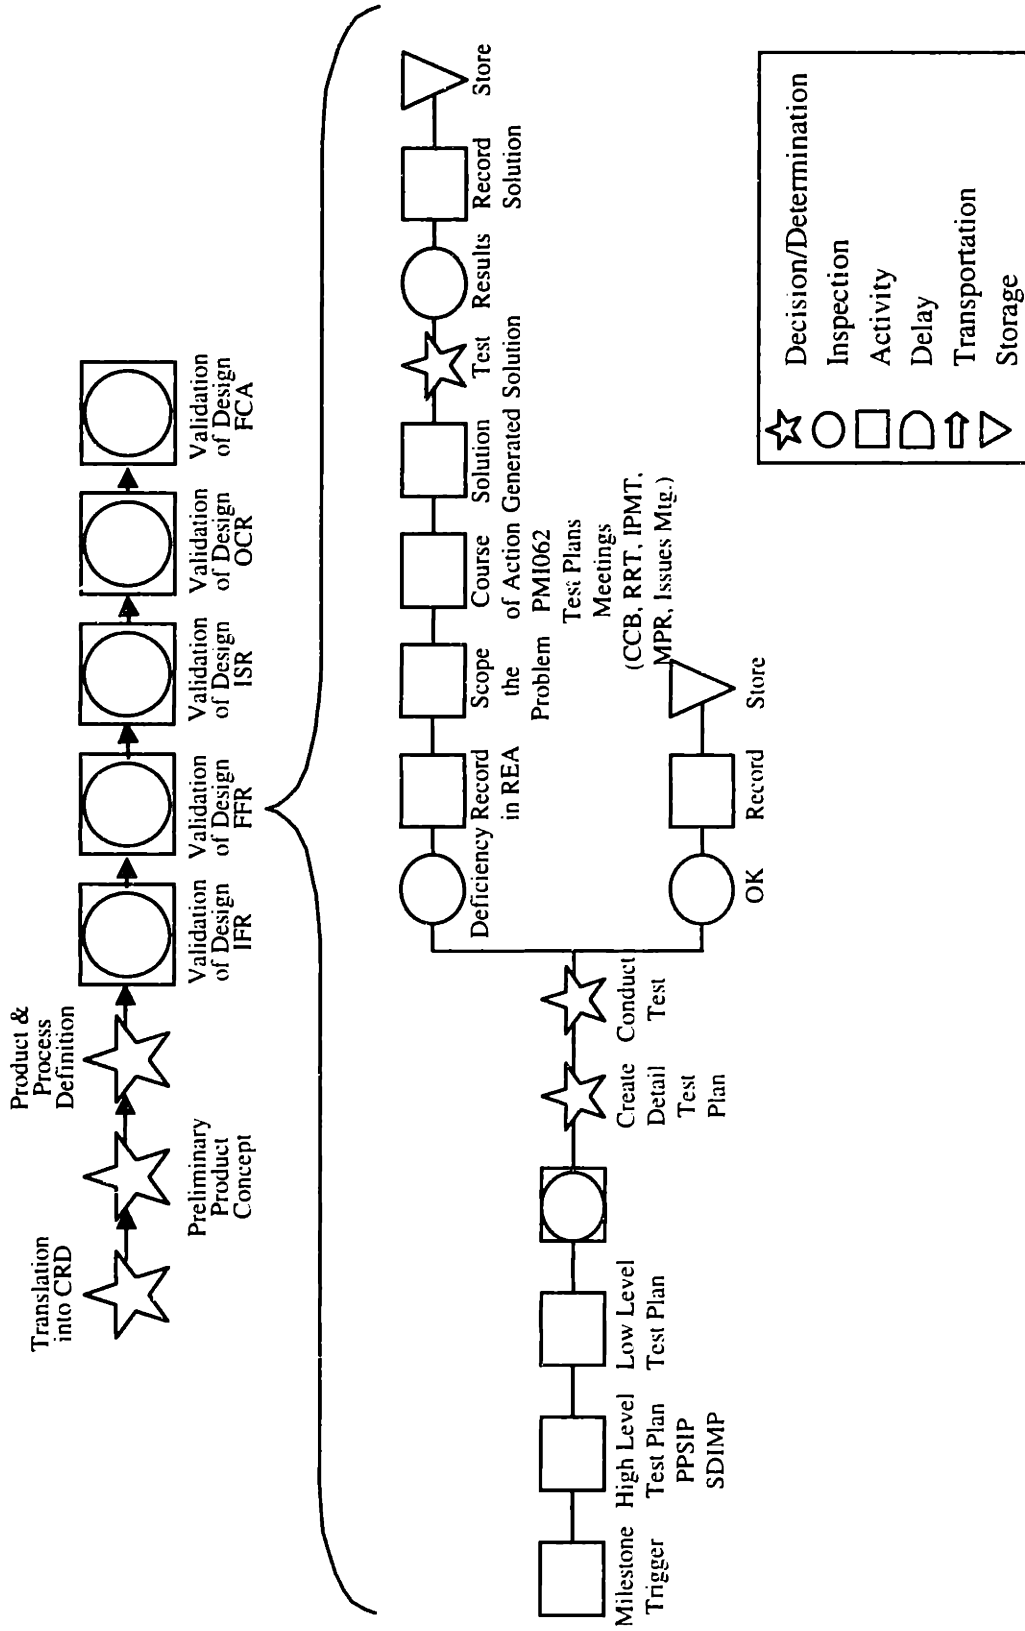 Translation
into CRD
Preliminary
Product
Concept
Product &
Process
Definition
Validation
of Design
IFR
Validation
of Design
FFR
Validation
of Design
ISR
Validation
of Design
OCR
Validation
of Design
FCA
Milestone
Trigger
High Level
Test Plan
PPSIP
SDIMP
Low Level
Test Plan
Create
Detail
Test
Plan
Conduct
Test
Deficiency
Record
in REA
Scope
the
Problem
Course
of Action
PMI062
Test Plans
Meetings
(CCB, RRT, IPMT,
MPR, Issues Mtg.)
Solution
Generated
Test
Solution
Results
Record
Solution
Store
OK
Record
Store
Decision/Determination
Inspection
Activity
Delay
Transportation
Storage